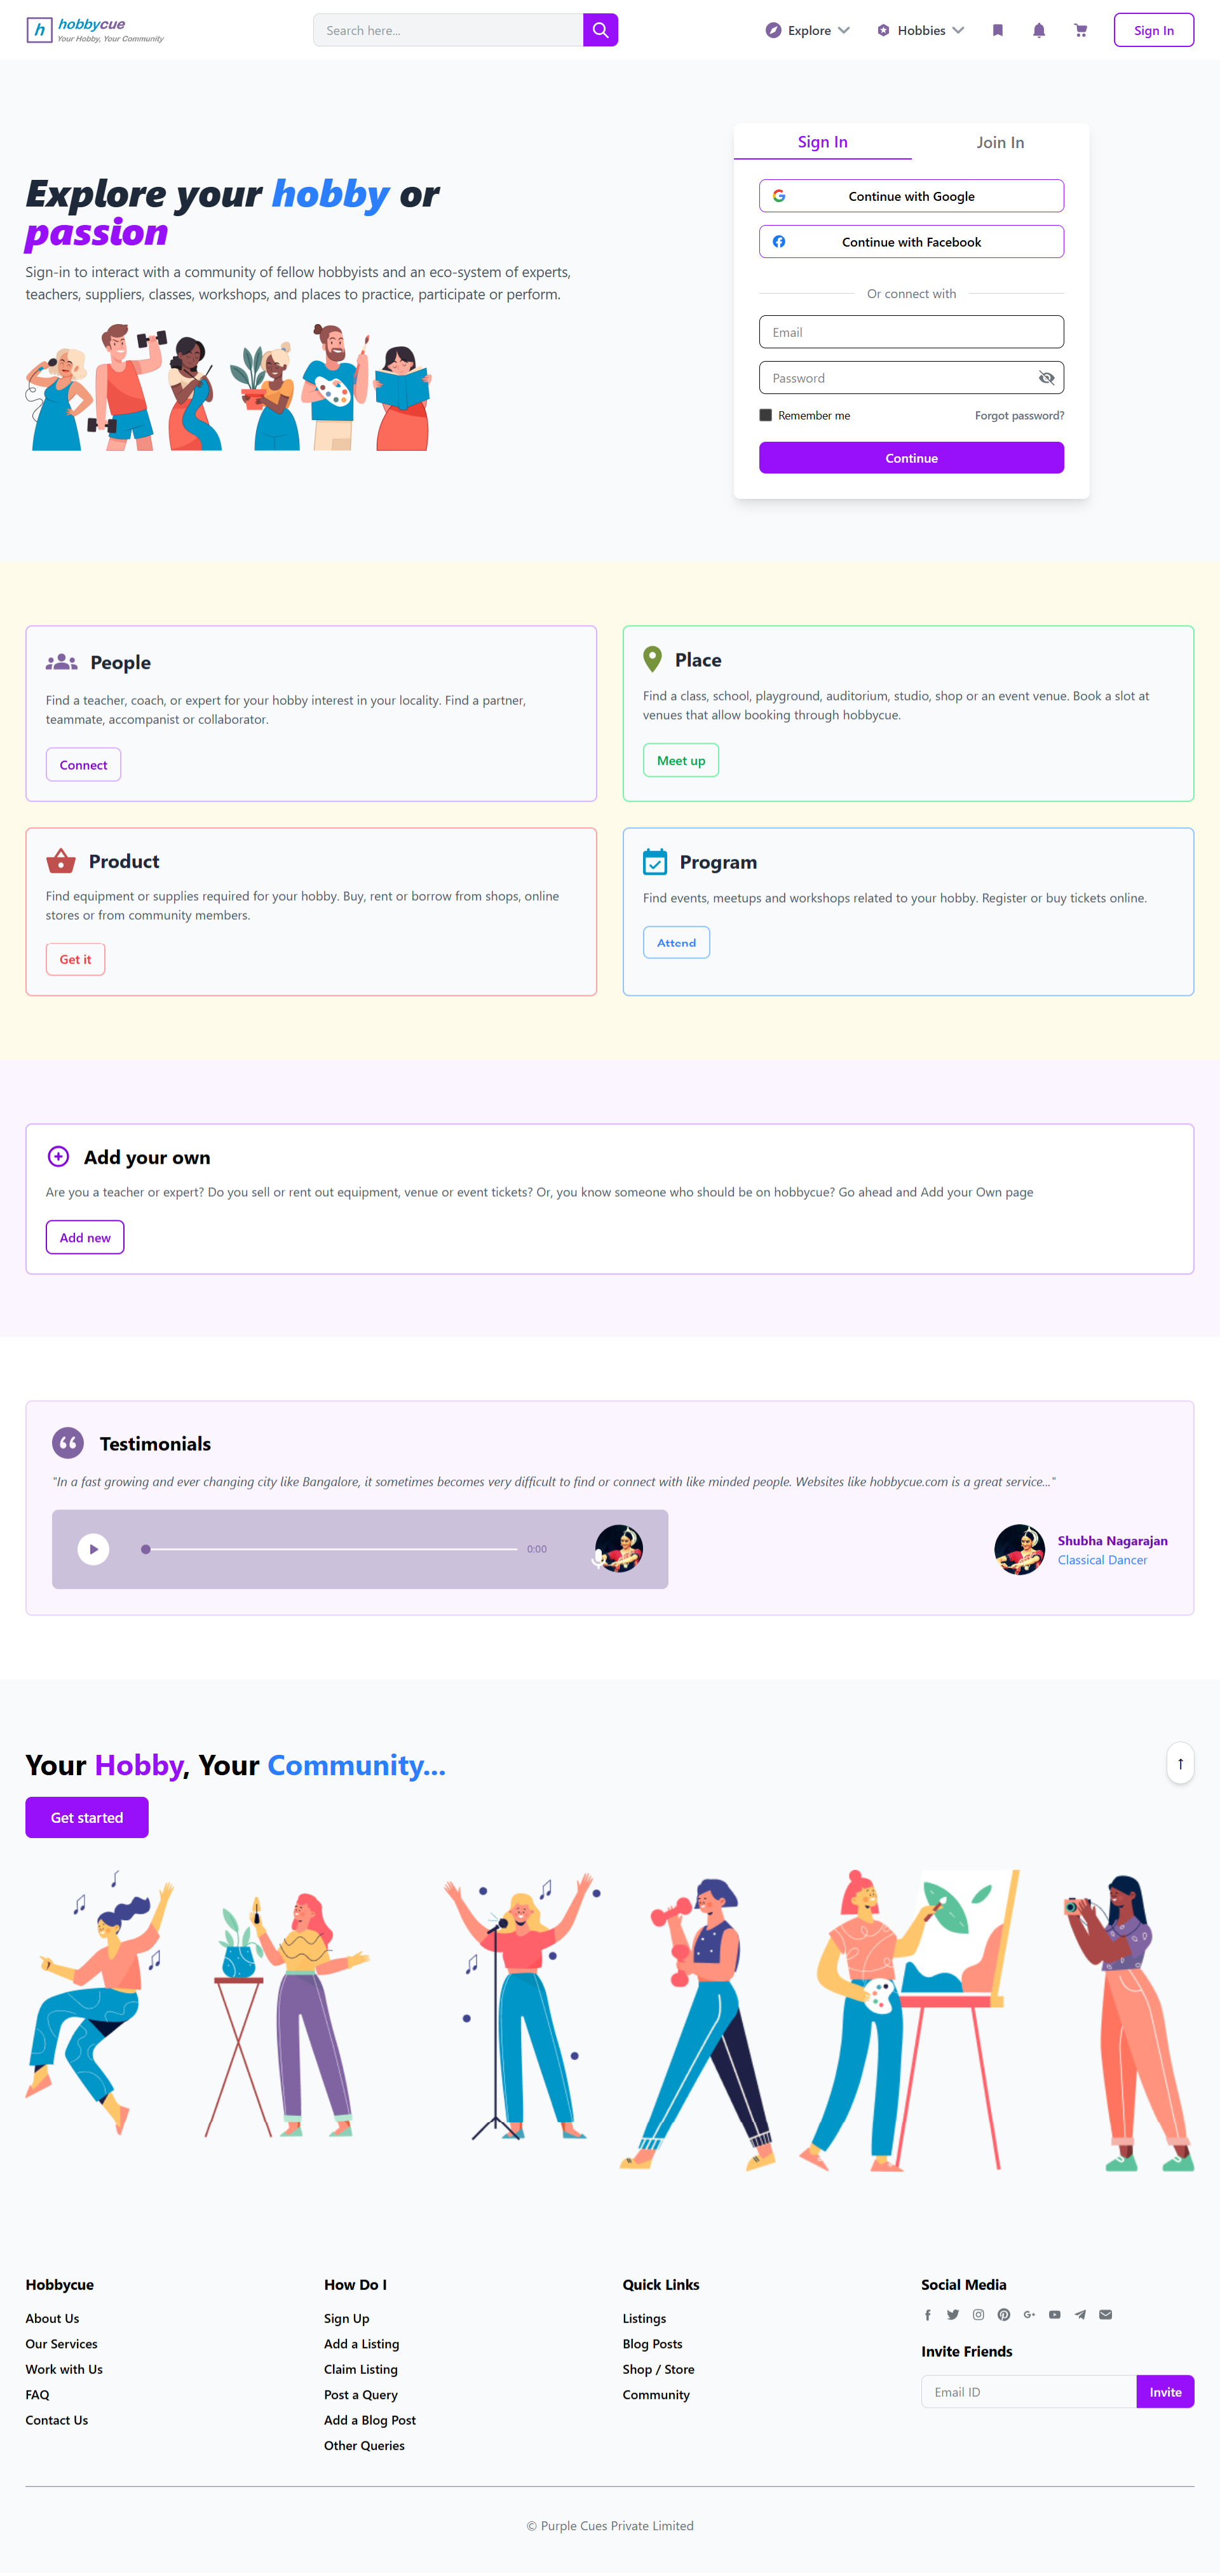 h hobbycue
Your Hobby, Your Community
Search here...
Explore
Hobbies
Sign In
Explore your hobby or
passion
Sign-in to interact with a community of fellow hobbyists and an eco-system of experts,
teachers, suppliers, classes, workshops, and places to practice, participate or perform.
Sign In
Join In
Continue with Google
Continue with Facebook
Or connect with
Email
Password
Remember me
Forgot password?
Continue
People
Find a teacher, coach, or expert for your hobby interest in your locality. Find a partner,
teammate, accompanist or collaborator.
Connect
Place
Find a class, school, playground, auditorium, studio, shop or an event venue. Book a slot at
venues that allow booking through hobbycue.
Meet up
Product
Find equipment or supplies required for your hobby. Buy, rent or borrow from shops, online
stores or from community members.
Get it
Program
Find events, meetups and workshops related to your hobby. Register or buy tickets online.
Attend
Add your own
Are you a teacher or expert? Do you sell or rent out equipment, venue or event tickets? Or, you know someone who should be on hobbycue? Go ahead and Add your Own page
Add new
Testimonials
"In a fast growing and ever changing city like Bangalore, it sometimes becomes very difficult to find or connect with like minded people. Websites like hobbycue.com is a great service..."
0:00
Shubha Nagarajan
Classical Dancer
Your Hobby, Your Community...
↑
Get started
Hobbycue
About Us
Our Services
Work with Us
FAQ
Contact Us
How Do I
Sign Up
Add a Listing
Claim Listing
Post a Query
Add a Blog Post
Other Queries
Quick Links
Listings
Blog Posts
Shop / Store
Community
Social Media
Invite Friends
Email ID
Invite
© Purple Cues Private Limited